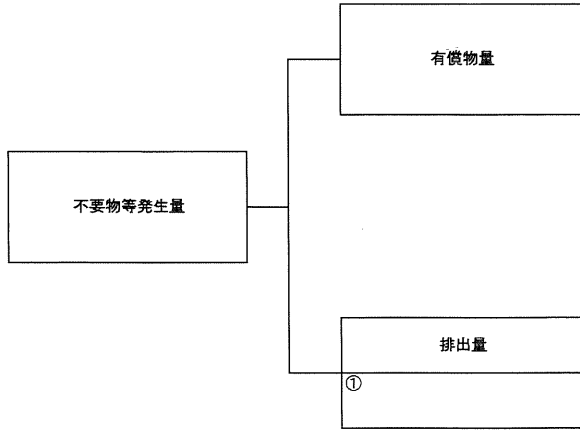 有償物量
不要物等発生量
排出量
①